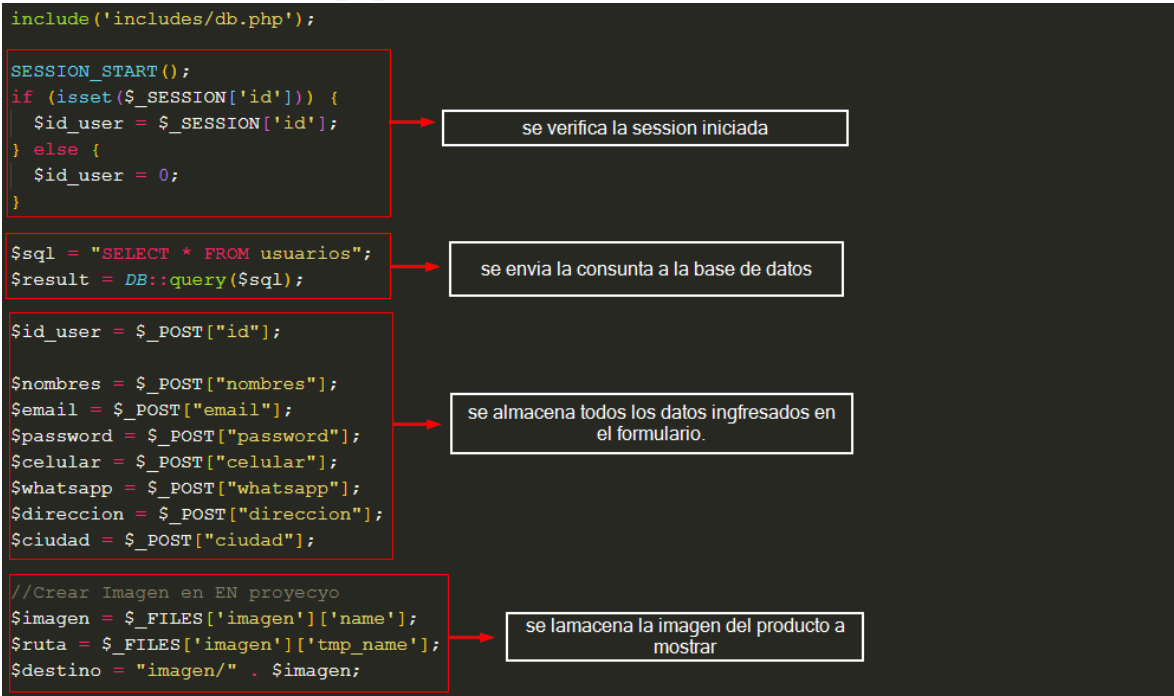 include('includes/db.php');
SESSION_START();
if (isset($_SESSION['id'])) {
$id_user = $_SESSION['id'];
} else {
$id_user = 0;
}
se verifica la session iniciada
$sql = "SELECT * FROM usuarios";
$result = DB::query($sql);
se envia la consunta a la base de datos
$id_user = $_POST["id"];
$nombres = $_POST["nombres"];
$email = $_POST["email"];
$password = $_POST["password"];
$celular = $_POST["celular"];
$whatsapp = $_POST["whatsapp"];
$direccion = $_POST["direccion"];
$ciudad = $_POST["ciudad"];
se almacena todos los datos ingfresados en
el formulario.
//Crear Imagen en EN proyecyo
$imagen = $_FILES['imagen']['name'];
$ruta = $_FILES['imagen']['tmp_name'];
$destino = "imagen/" . $imagen;
se lamacena la imagen del producto a
mostrar